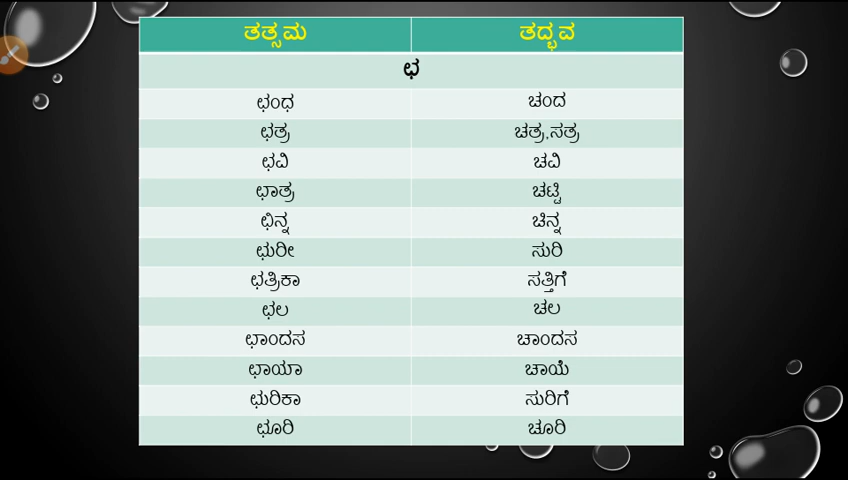 ತತ್ಸಮ ತದ್ಭವ
ಛ
ಛಂಧ ಚಂದ
ಛತ್ರ ಚತ್ರ,ಸತ್ರ
ಛವಿ ಚವಿ
ಛಾತ್ರ ಚಟ್ಟಿ
ಛಿನ್ನ ಚಿನ್ನ
ಛುರೀ ಸುರಿ
ಛತ್ರಿಕಾ ಸತ್ತಿಗೆ
ಛಲ ಚಲ
ಛಾಂದಸ ಚಾಂದಸ
ಛಾಯಾ ಚಾಯೆ
ಛುರಿಕಾ ಸುರಿಗೆ
ಛೂರಿ ಚೂರಿ